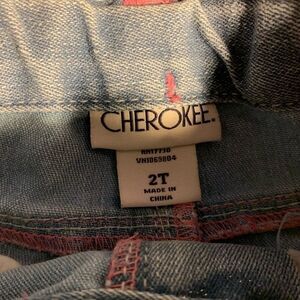 CHEROKEE.
RN17730
VN1069804
2T
MADE IN
CHINA